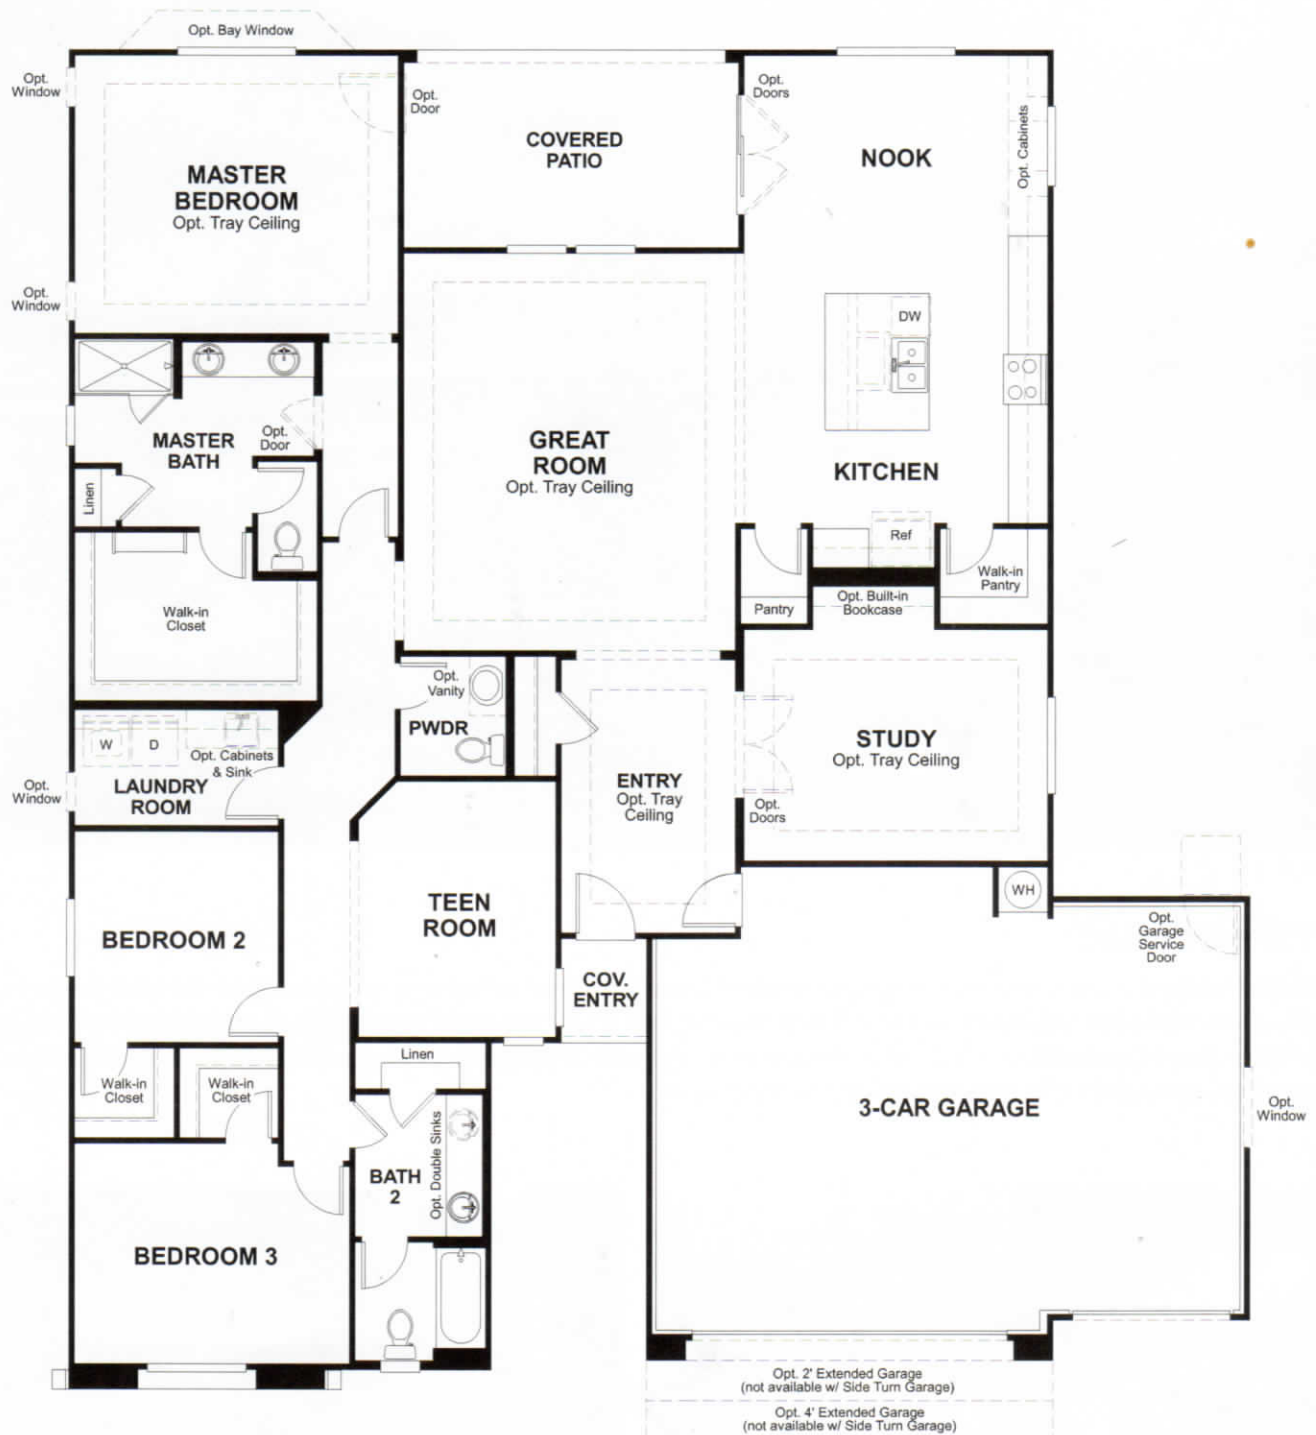 Opt. Bay Window
Opt.
Window
Opt.
Door
Opt.
Doors
Opt. Cabinets
COVERED
PATIO
NOOK
MASTER
BEDROOM
Opt. Tray Ceiling
Opt.
Window
DW
MASTER
BATH
Opt.
Door
GREAT
ROOM
Opt. Tray Ceiling
KITCHEN
Linen
Ref
Walk-in
Pantry
Pantry
Opt. Built-in
Bookcase
Walk-in
Closet
Opt.
Vanity
PWDR
W
D
Opt. Cabinets
& Sink
Opt.
Window
LAUNDRY
ROOM
ENTRY
Opt. Tray
Ceiling
STUDY
Opt. Tray Ceiling
Opt.
Doors
TEEN
ROOM
WH
BEDROOM 2
Opt.
Garage
Service
Door
COV.
ENTRY
Linen
Walk-in
Closet
Walk-in
Closet
3-CAR GARAGE
Opt.
Window
Opt. Double Sinks
BATH
2
BEDROOM 3
Opt. 2' Extended Garage
(not available w/ Side Turn Garage)
Opt. 4' Extended Garage
(not available w/ Side Turn Garage)